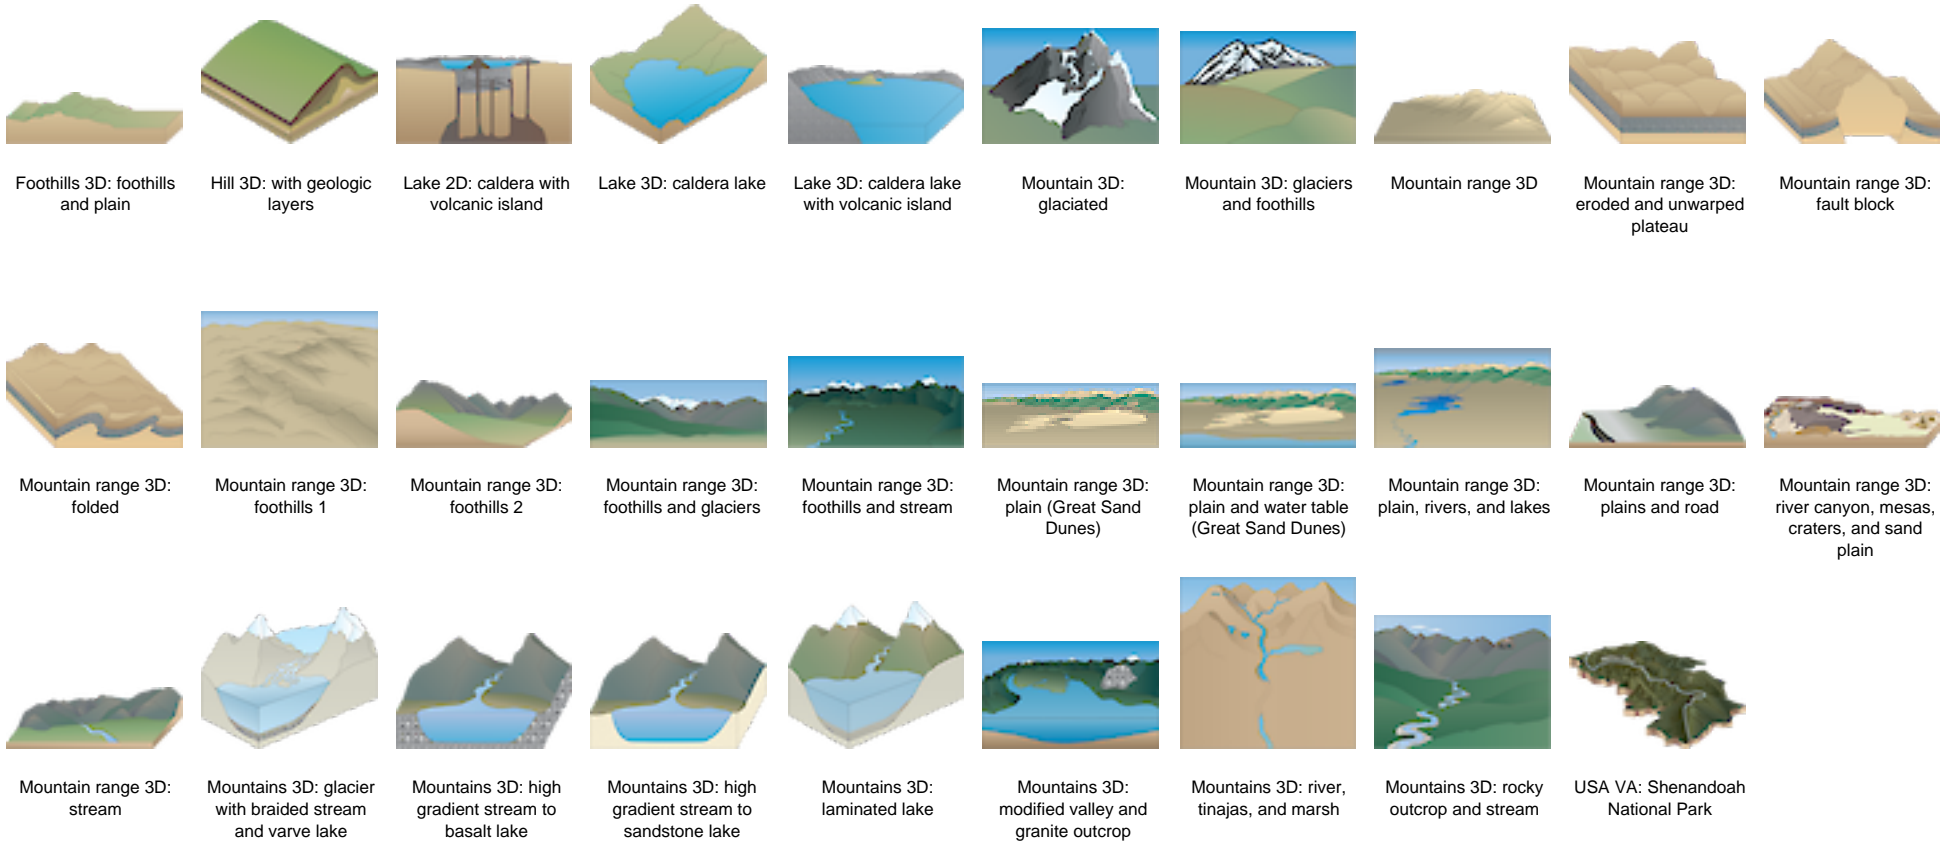 Foothills 3D: foothills
and plain
Hill 3D: with geologic
layers
Lake 2D: caldera with
volcanic island
Lake 3D: caldera lake
Lake 3D: caldera lake
with volcanic island
Mountain 3D:
glaciated
Mountain 3D: glaciers
and foothills
Mountain range 3D
Mountain range 3D:
eroded and unwarped
plateau
Mountain range 3D:
fault block
Mountain range 3D:
folded
Mountain range 3D:
foothills 1
Mountain range 3D:
foothills 2
Mountain range 3D:
foothills and glaciers
Mountain range 3D:
foothills and stream
Mountain range 3D:
plain (Great Sand
Dunes)
Mountain range 3D:
plain and water table
(Great Sand Dunes)
Mountain range 3D:
plain, rivers, and lakes
Mountain range 3D:
plains and road
Mountain range 3D:
river canyon, mesas,
craters, and sand
plain
Mountain range 3D:
stream
Mountains 3D: glacier
with braided stream
and varve lake
Mountains 3D: high
gradient stream to
basalt lake
Mountains 3D: high
gradient stream to
sandstone lake
Mountains 3D:
laminated lake
Mountains 3D:
modified valley and
granite outcrop
Mountains 3D: river,
tinajas, and marsh
Mountains 3D: rocky
outcrop and stream
USA VA: Shenandoah
National Park